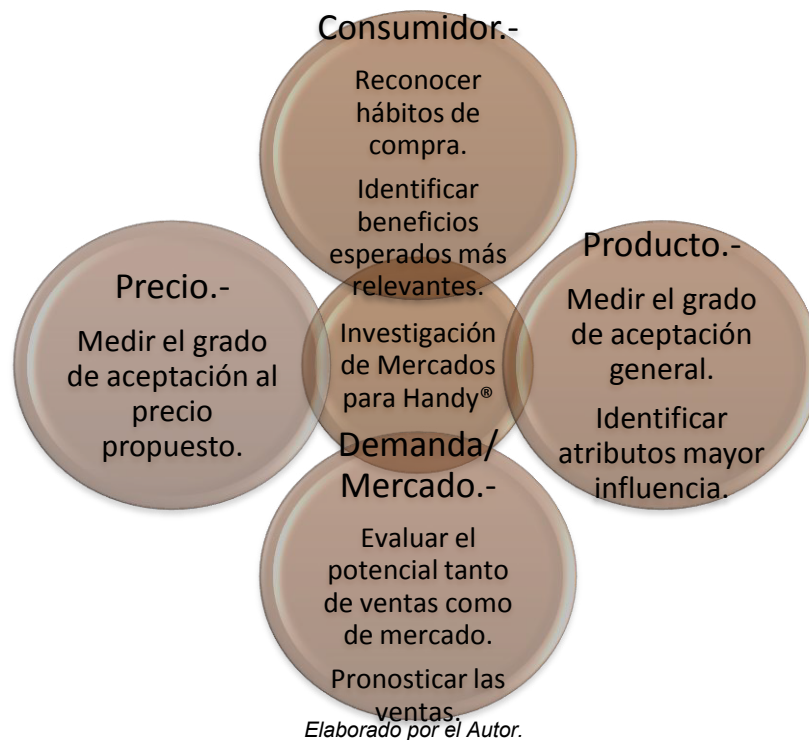 Consumidor.-
Reconocer
hábitos de
compra.
Identificar
beneficios
esperados más
relevantes.
Precio.-
Medir el grado
de aceptación al
precio
propuesto.
Investigación
de Mercados
para Handy®
Producto.-
Medir el grado
de aceptación
general.
Identificar
atributos mayor
influencia.
Demanda/
Mercado.-
Evaluar el
potencial tanto
de ventas como
de mercado.
Pronosticar las
ventas.
Elaborado por el Autor.